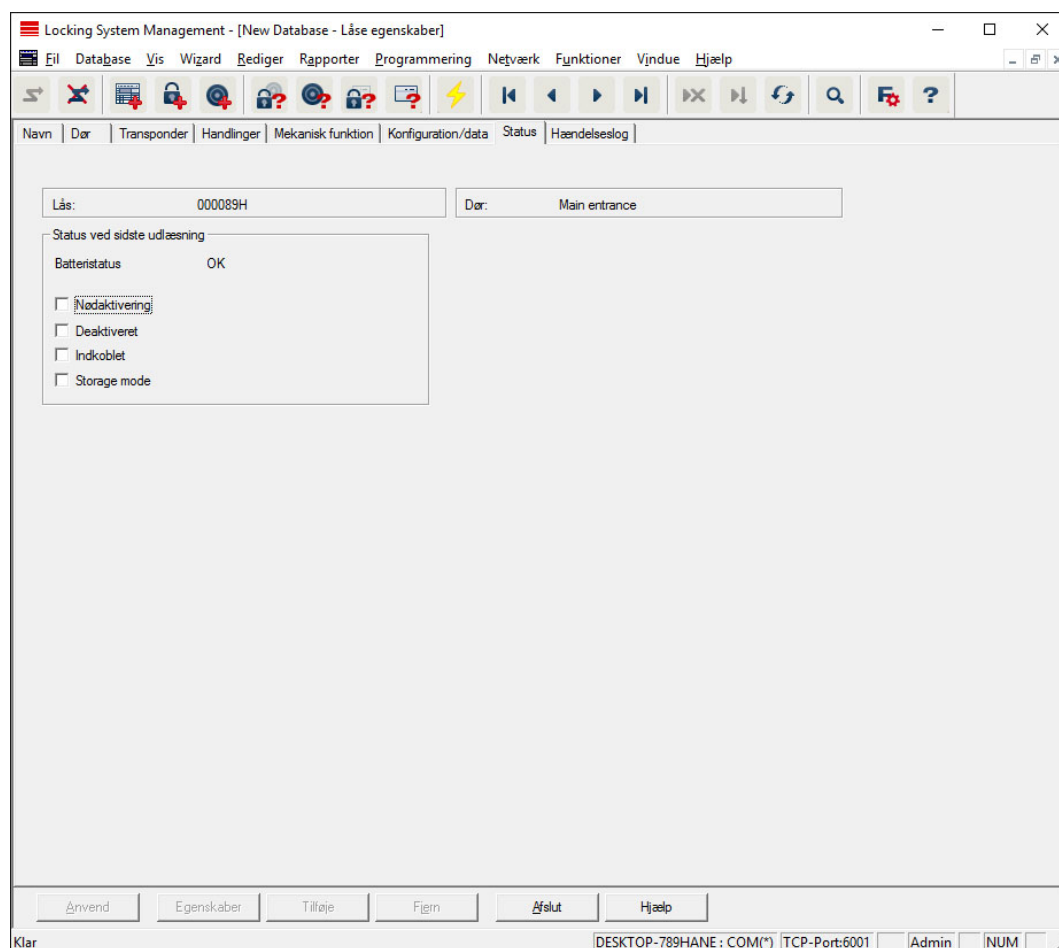 Locking System Management - [New Database - Låse egenskaber]
Fil Database Vis Wizard Rediger Rapporter Programmering Netværk Funktioner Vindue Hjælp
Navn Dør Transponder Handlinger Mekanisk funktion Konfiguration/data Status Hændelseslog
Lås: 000089H Dør: Main entrance
Status ved sidste udlæsning
Batteristatus OK
Nødaktivering
Deaktiveret
Indkoblet
Storage mode
Anvend Egenskaber Tilføje Fjern Afslut Hjælp
Klar DESKTOP-789HANE : COM(*) TCP-Port:6001 Admin NUM